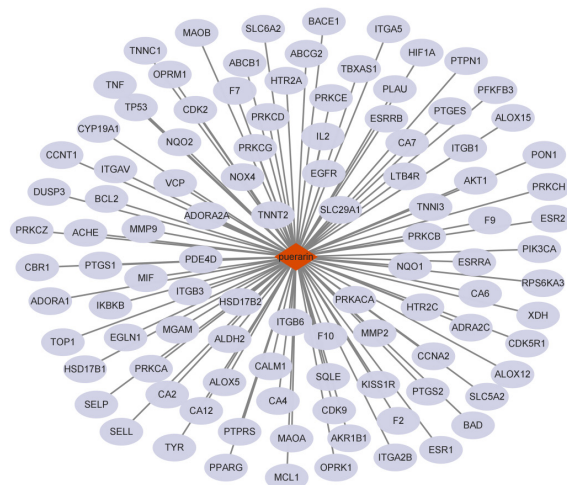 BACE1
SLC6A2
ITGA5
MAOB
TNNC1
ABCB1
ABCG2
HIF1A
OPRM1
HTR2A
TBXAS1
PTPN1
TNF
F7
PLAU
PFKFB3
TP53
CDK2
PRKCD
PRKCE
ESRRB
PTGES
ALOX15
CYP19A1
NQO2
PRKCG
IL2
CA7
ITGB1
CCNT1
ITGAV
VCP
NOX4
EGFR
LTB4R
PON1
DUSP3
BCL2
ADORA2A
TNNT2
SLC29A1
TNNI3
AKT1
PRKCH
PRKCZ
ACHE
MMP9
PRKCB
F9
ESR2
CBR1
PTGS1
PDE4D
puerarin
NQO1
ESRRA
PIK3CA
ADORA1
MIF
ITGB3
HSD17B2
PRKACA
CA6
RPS6KA3
IKBKB
HTR2C
XDH
TOP1
EGLN1
MGAM
ITGB6
F10
MMP2
ADRA2C
CDK5R1
HSD17B1
PRKCA
ALDH2
CALM1
CCNA2
ALOX12
SELP
CA2
ALOX5
SQLE
KISS1R
PTGS2
SLC5A2
SELL
CA12
CA4
CDK9
F2
BAD
TYR
PTPRS
MAOA
AKR1B1
ITGA2B
ESR1
PPARG
MCL1
OPRK1